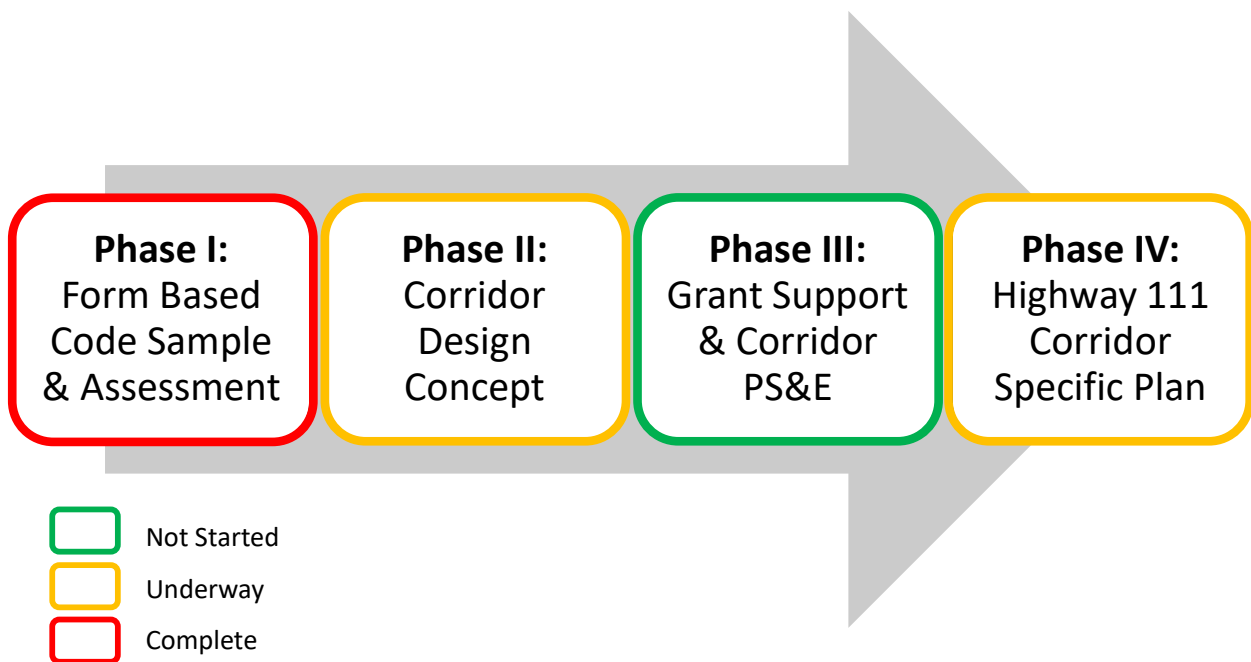 Phase I:
Form Based
Code Sample
& Assessment
Phase II:
Corridor
Design
Concept
Phase III:
Grant Support
& Corridor
PS&E
Phase IV:
Highway 111
Corridor
Specific Plan
Not Started
Underway
Complete